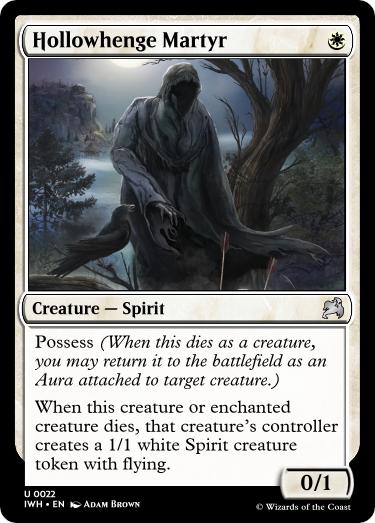 Hollowhenge Martyr
Creature — Spirit
Possess (When this dies as a creature,
you may return it to the battlefield as an
Aura attached to target creature.)
When this creature or enchanted
creature dies, that creature's controller
creates a 1/1 white Spirit creature
token with flying.
0/1
U 0022
IWH • EN Adam Brown
© Wizards of the Coast